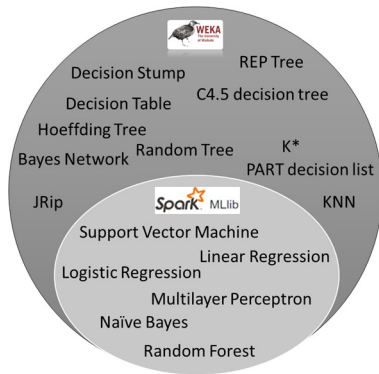 WEKA
The University
of Waikato
REP Tree
Decision Stump
C4.5 decision tree
Decision Table
Hoeffding Tree
Random Tree
K*
Bayes Network
PART decision list
JRip
Spark MLlib
KNN
Support Vector Machine
Linear Regression
Logistic Regression
Multilayer Perceptron
Naïve Bayes
Random Forest